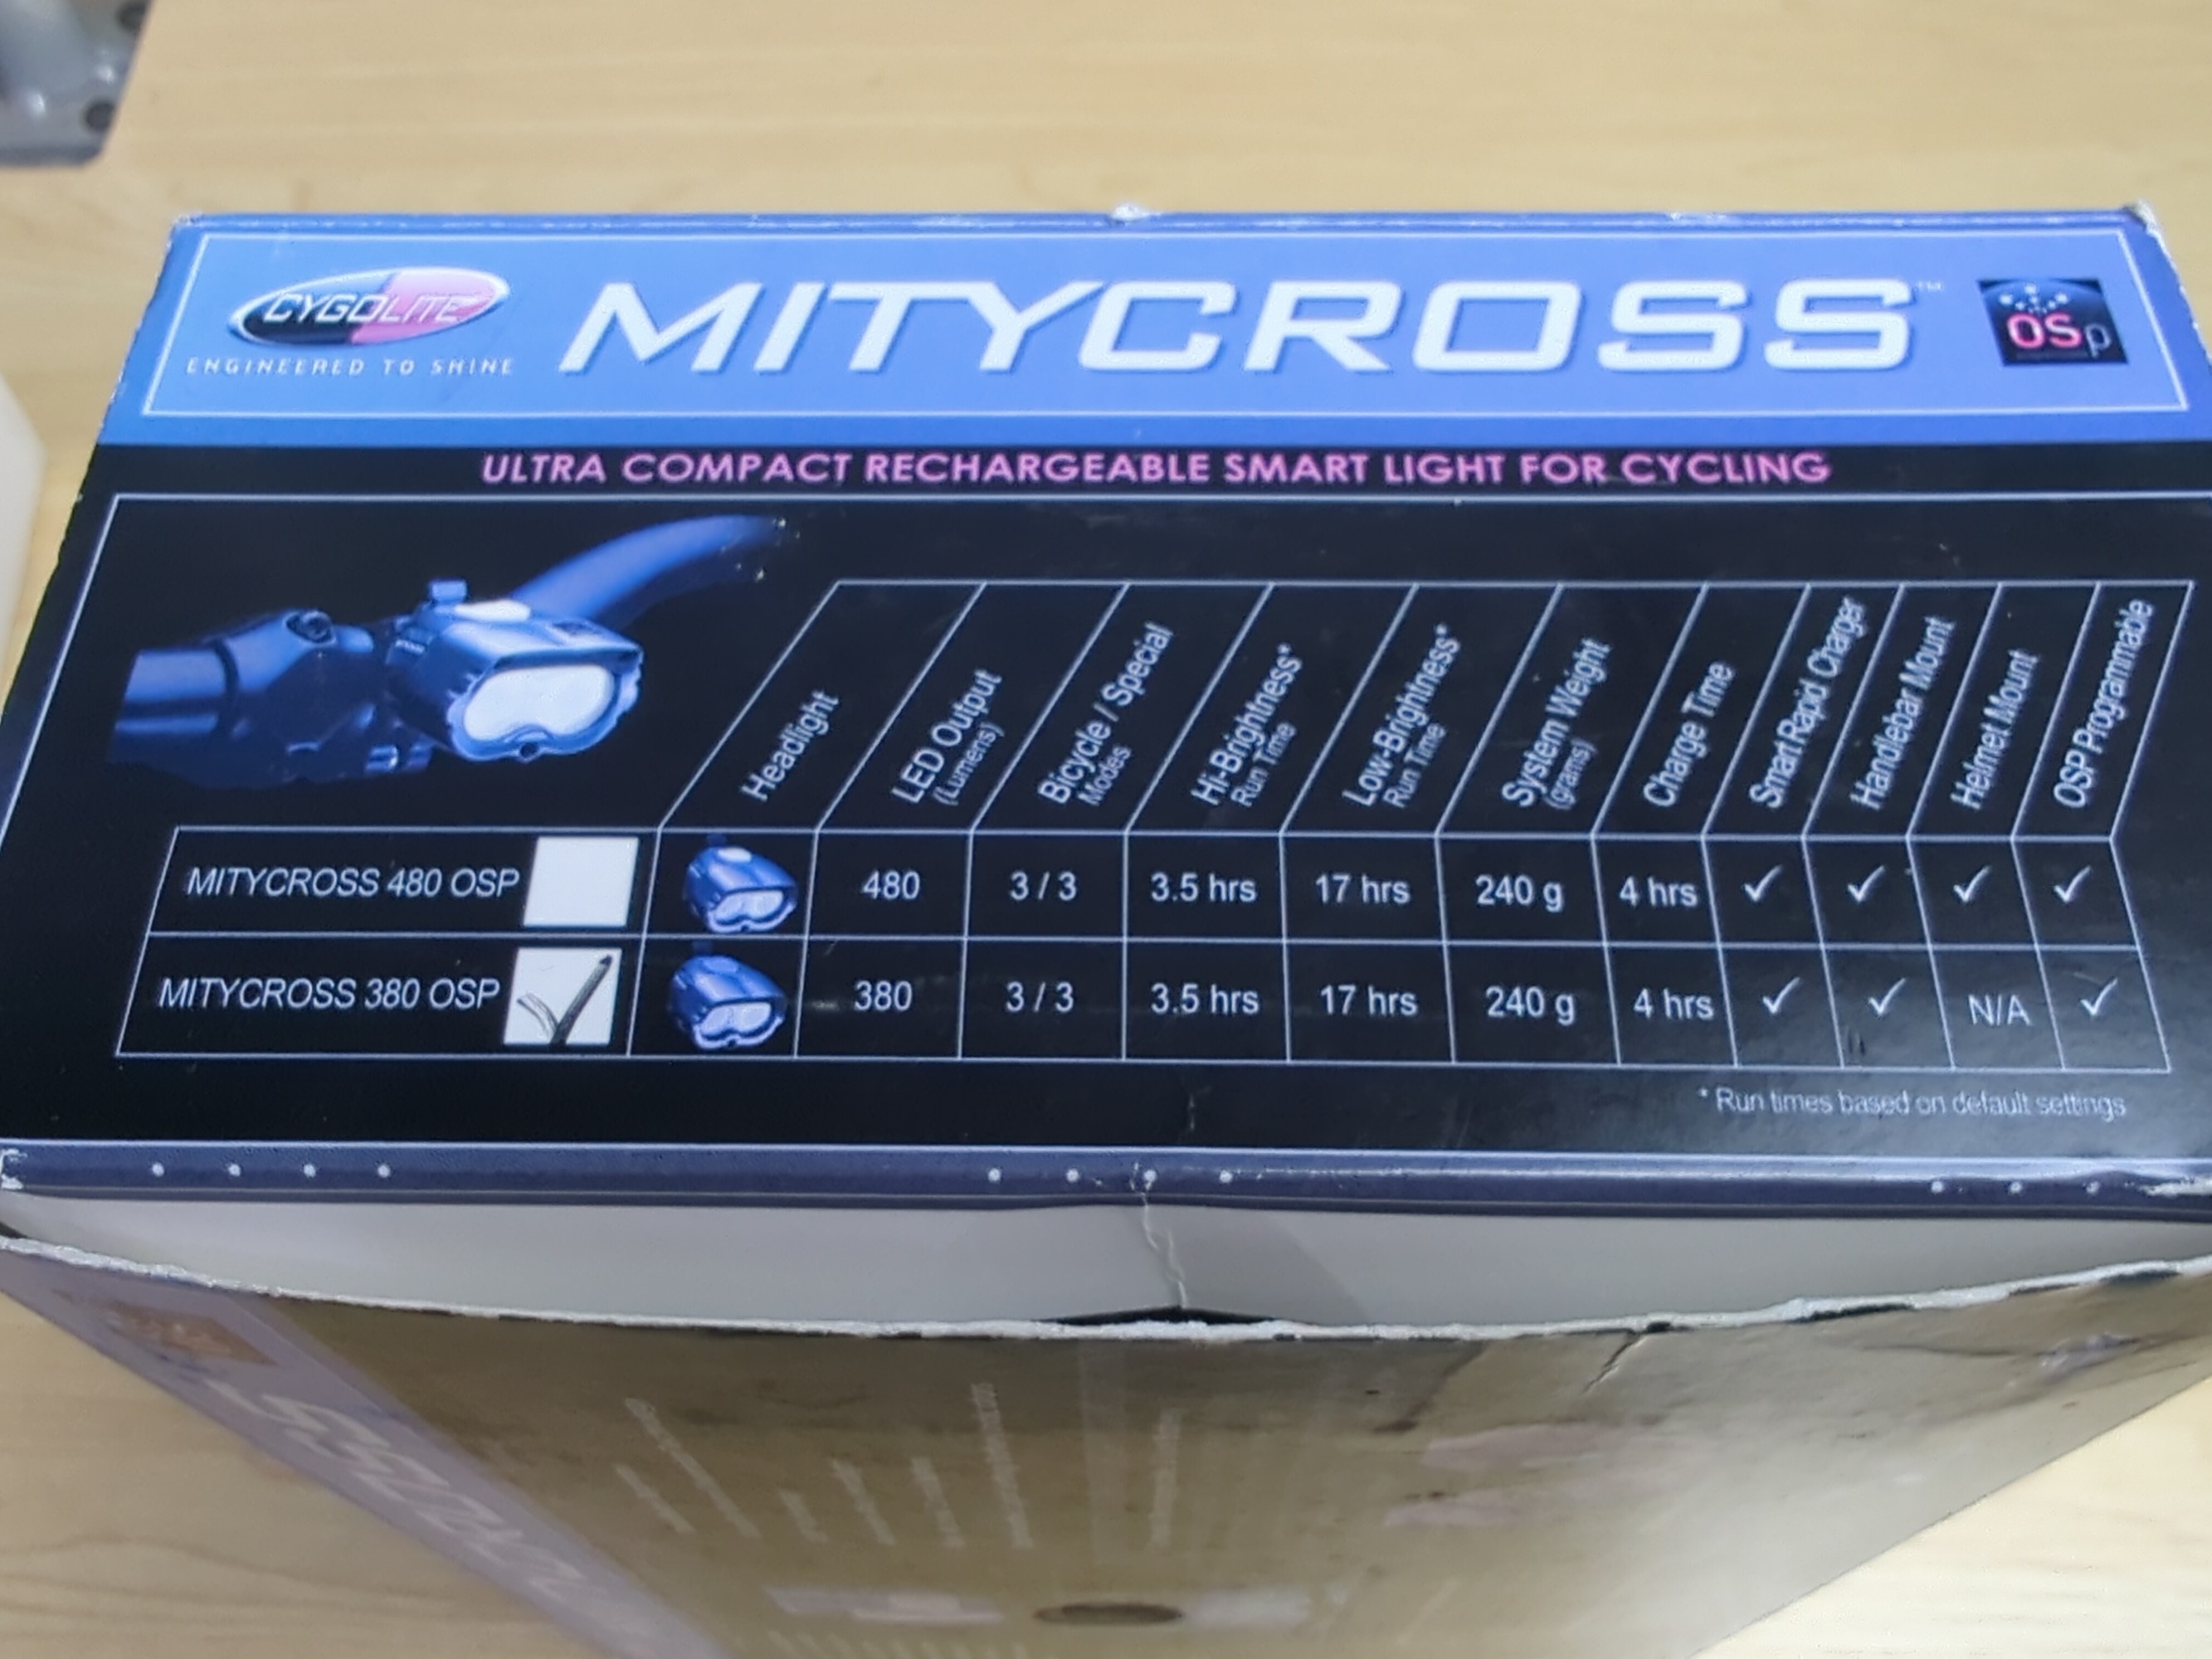 CYGOLITE
ENGINEERED TO SHINE
MITYCROSS™
OSp
ULTRA COMPACT RECHARGEABLE SMART LIGHT FOR CYCLING
Headlight
LED Output
(Lumens)
Bicycle / Special
Modes
Hi-Brightness*
Run Time
Low-Brightness*
Run Time
System Weight
(grams)
Charge Time
Smart Rapid Charger
Handlebar Mount
Helmet Mount
OSP Programmable
MITYCROSS 480 OSP 480 3 / 3 3.5 hrs 17 hrs 240 g 4 hrs ✓ ✓ ✓ ✓
MITYCROSS 380 OSP ✓ 380 3 / 3 3.5 hrs 17 hrs 240 g 4 hrs ✓ ✓ N/A ✓
* Run times based on default settings